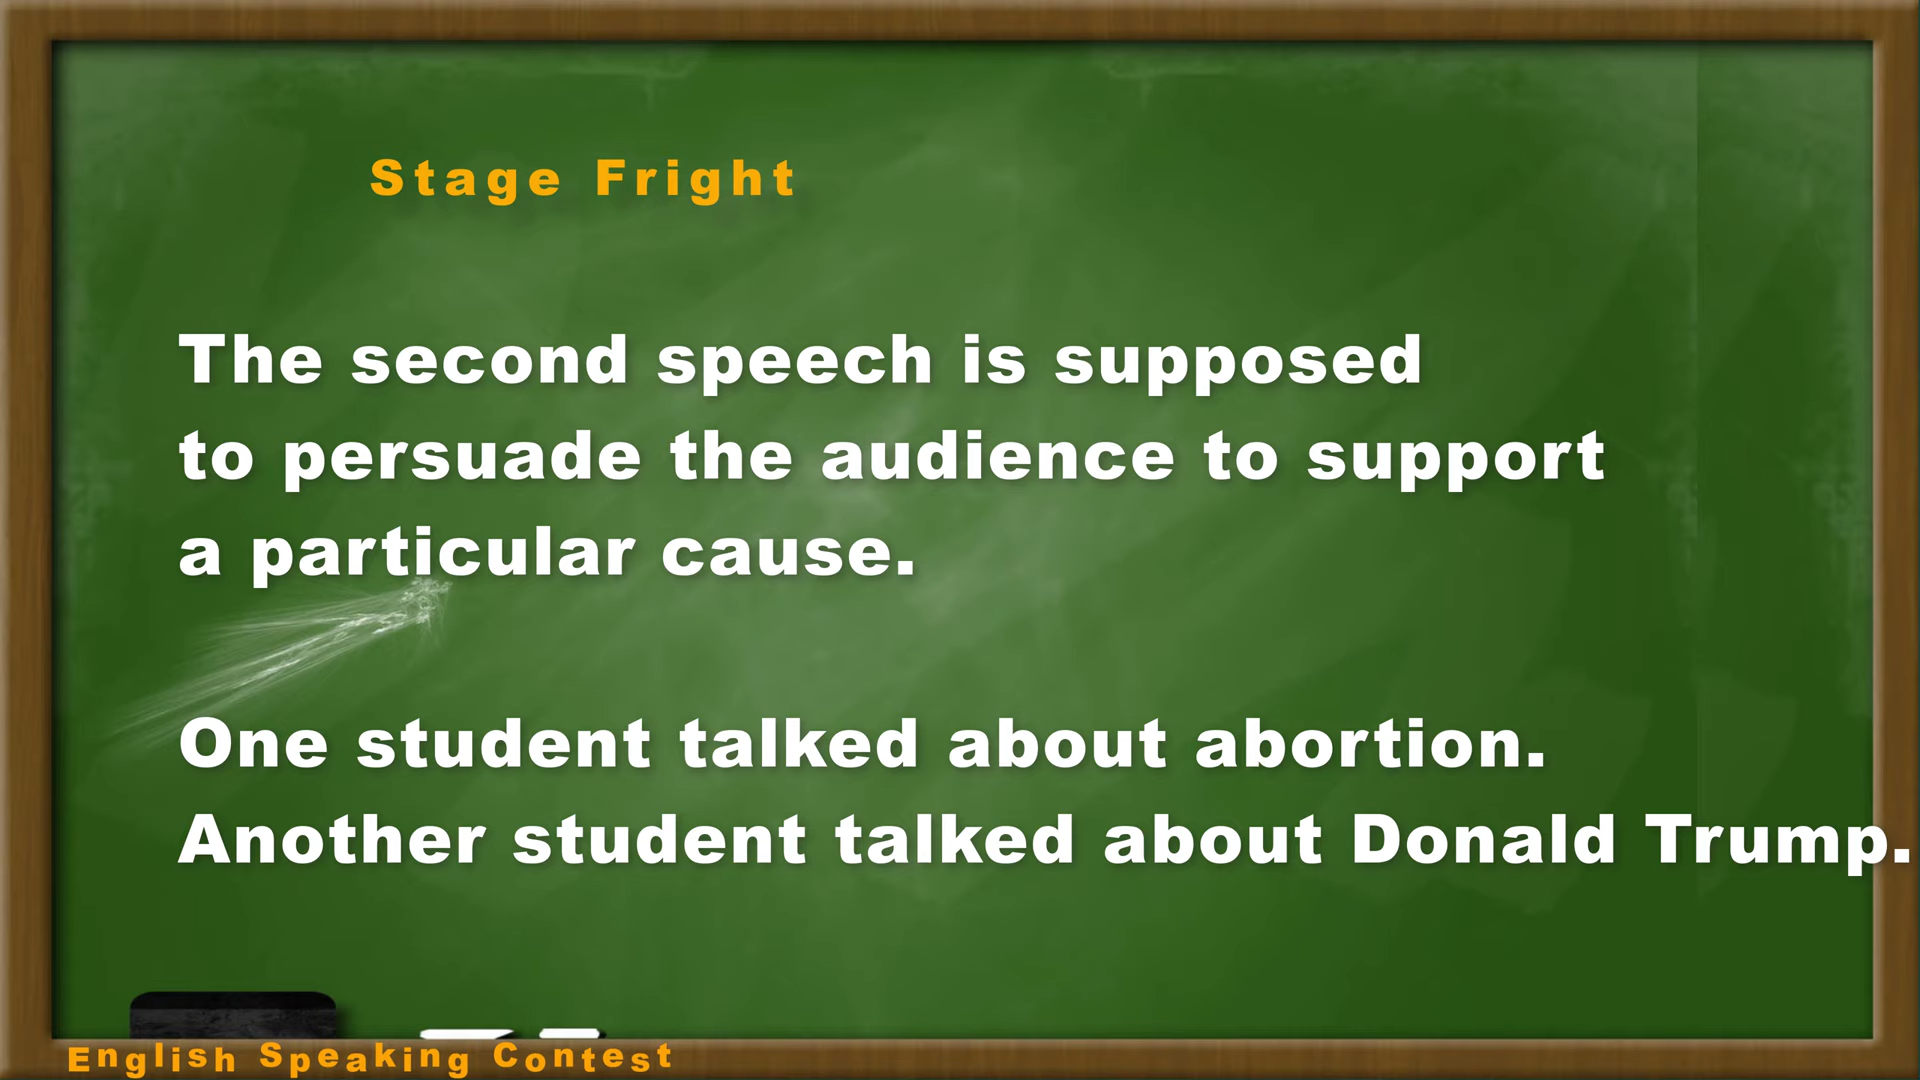 Stage Fright
The second speech is supposed
to persuade the audience to support
a particular cause.
One student talked about abortion.
Another student talked about Donald Trump.
English Speaking Contest